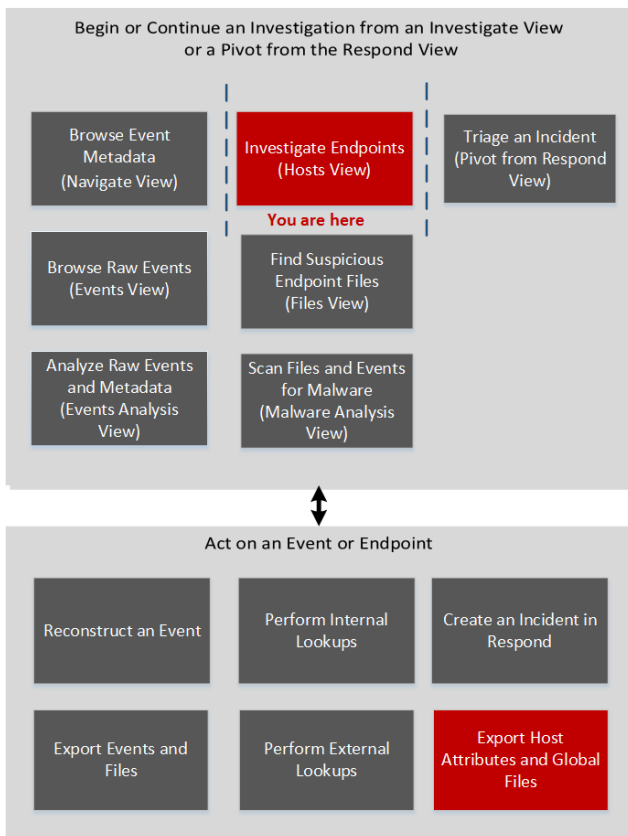 Begin or Continue an Investigation from an Investigate View
or a Pivot from the Respond View
Browse Event
Metadata
(Navigate View)
Investigate Endpoints
(Hosts View)
Triage an Incident
(Pivot from Respond
View)
You are here
Browse Raw Events
(Events View)
Find Suspicious
Endpoint Files
(Files View)
Analyze Raw Events
and Metadata
(Events Analysis
View)
Scan Files and Events
for Malware
(Malware Analysis
View)
Act on an Event or Endpoint
Reconstruct an Event
Perform Internal
Lookups
Create an Incident in
Respond
Export Events and
Files
Perform External
Lookups
Export Host
Attributes and Global
Files